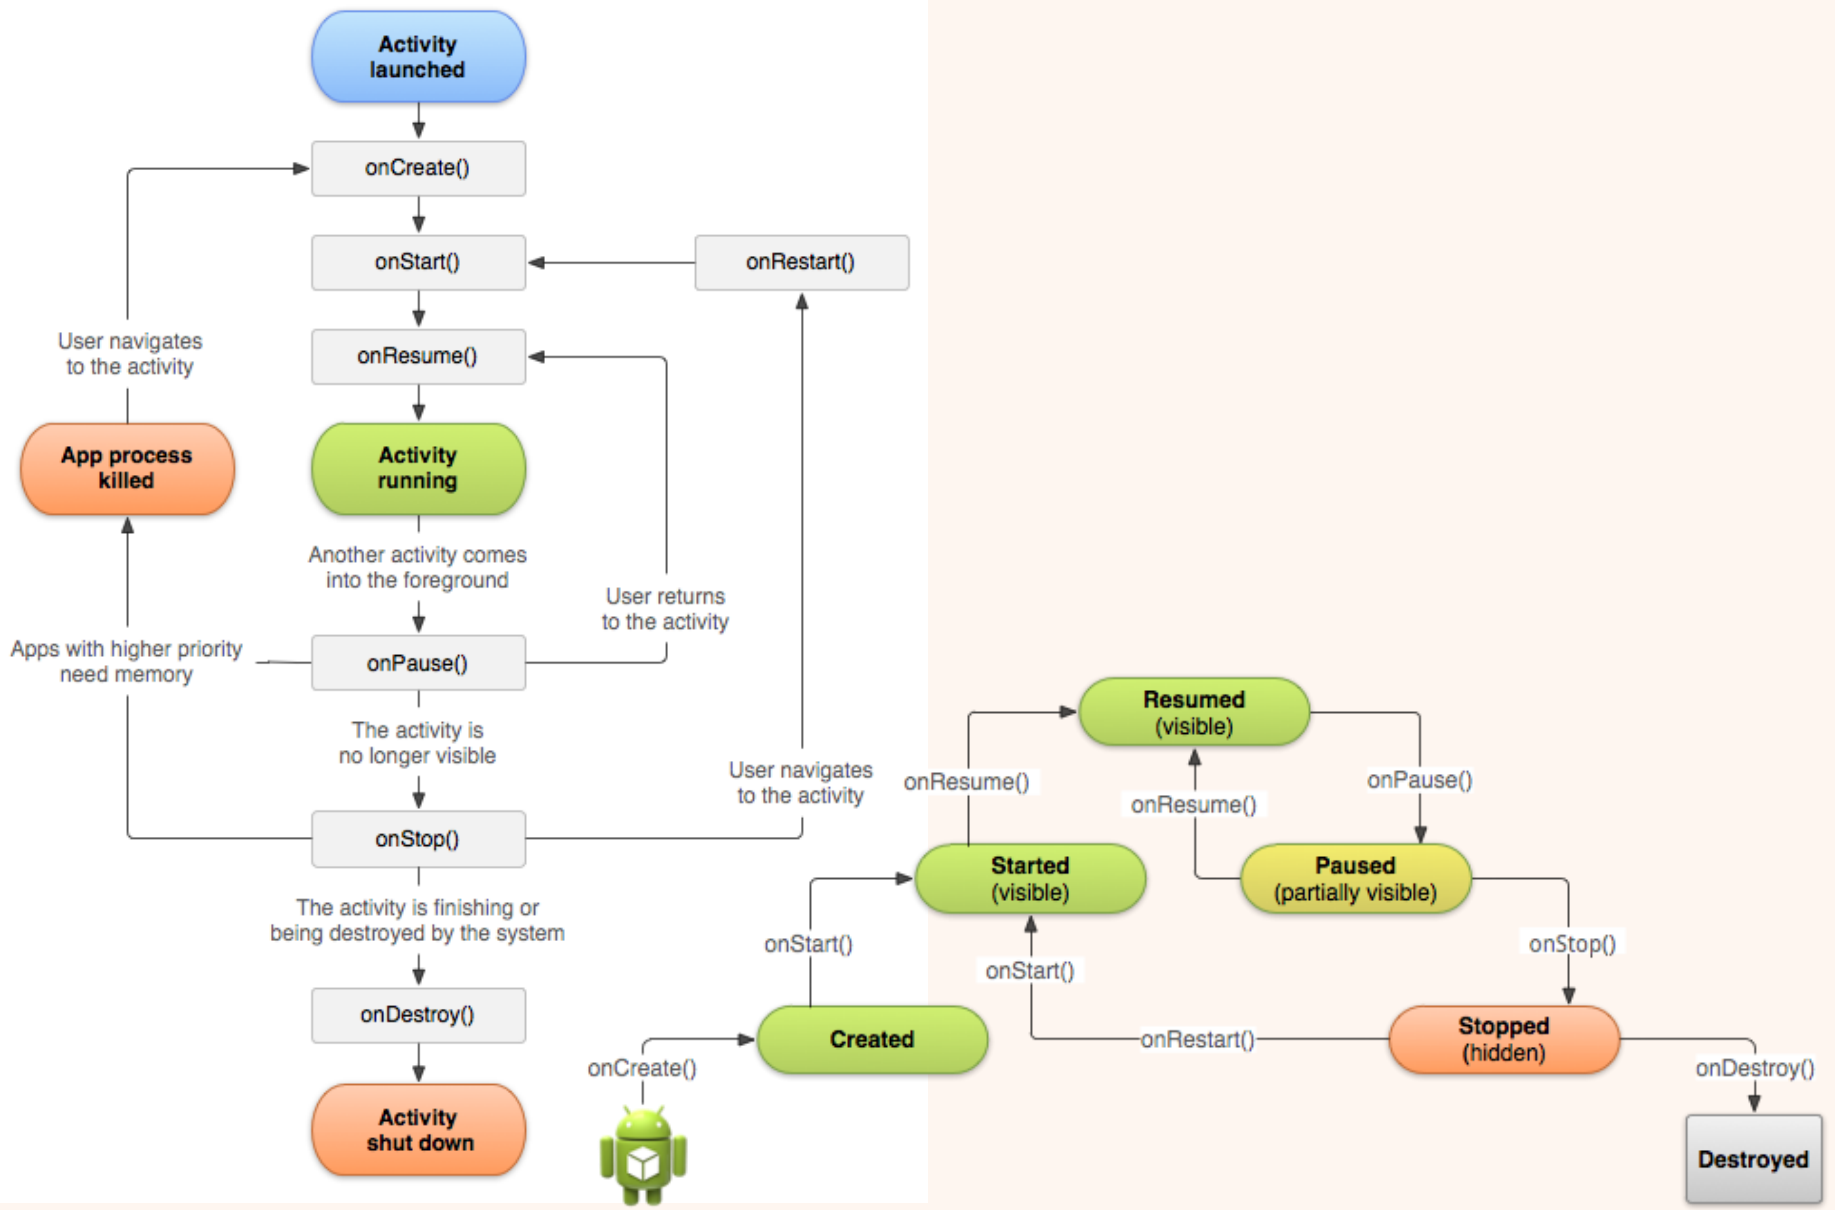 Activity
launched
onCreate()
onStart()
onRestart()
onResume()
User navigates
to the activity
App process
killed
Activity
running
Another activity comes
into the foreground
User returns
to the activity
Apps with higher priority
need memory
onPause()
The activity is
no longer visible
User navigates
to the activity
onStop()
The activity is finishing or
being destroyed by the system
onDestroy()
Activity
shut down
Resumed
(visible)
onResume()
onResume()
onPause()
Started
(visible)
Paused
(partially visible)
onStart()
onStart()
onStop()
Created
onRestart()
Stopped
(hidden)
onCreate()
onDestroy()
Destroyed